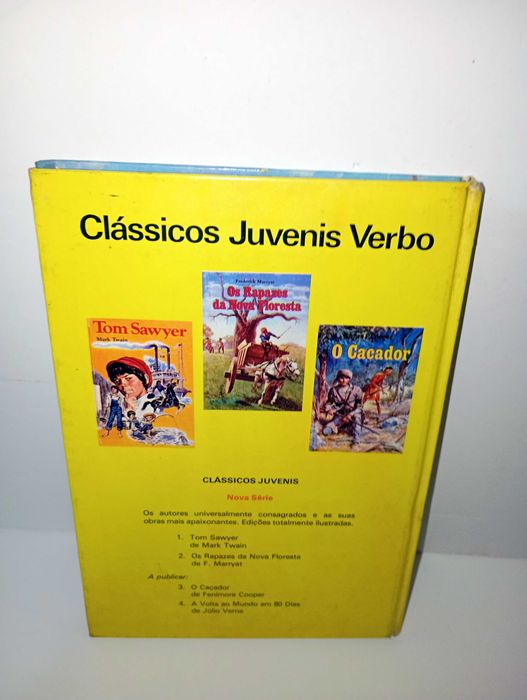 Clássicos Juvenis Verbo
Tom Sawyer
Mark Twain
Frederick Marryat
Os Rapazes
da Nova Floresta
O Caçador
CLÁSSICOS JUVENIS
Nova Série
Os autores universalmente consagrados e as suas
obras mais apaixonantes. Edições totalmente ilustradas.
1. Tom Sawyer
de Mark Twain
2. Os Rapazes da Nova Floresta
de F. Marryat
A publicar:
3. O Caçador
de Fenimore Cooper
4. A Volta ao Mundo em 80 Dias
de Júlio Verne